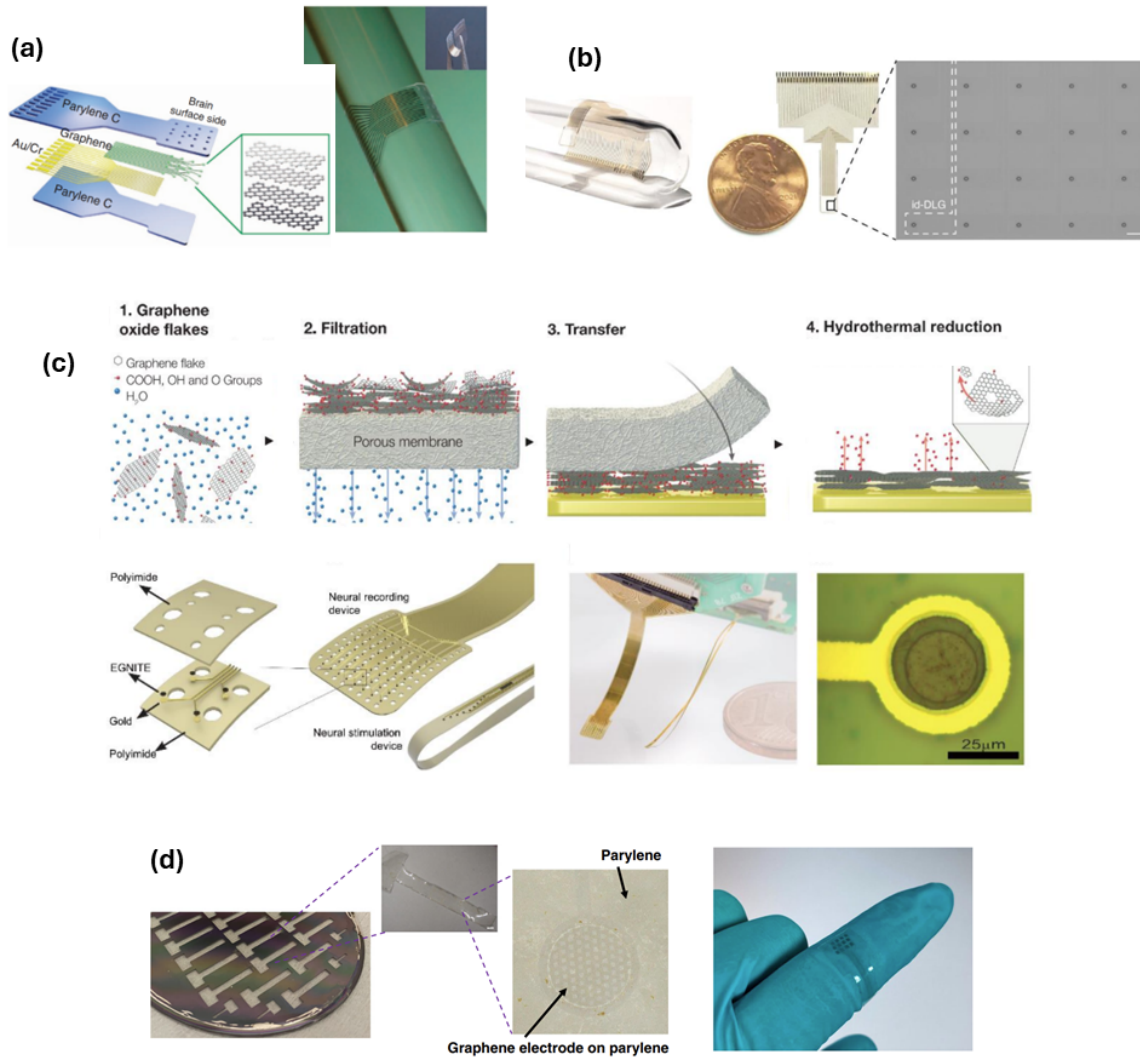 (a)
Parylene C
Brain
surface side
Graphene
Au/Cr
Parylene C
(b)
id-DLG
(c)
1. Graphene
oxide flakes
Graphene flake
COOH, OH and O Groups
H₂O
2. Filtration
Porous membrane
3. Transfer
4. Hydrothermal reduction
Polyimide
EGNITE
Gold
Polyimide
Neural recording
device
Neural stimulation
device
25μm
(d)
Parylene
Graphene electrode on parylene